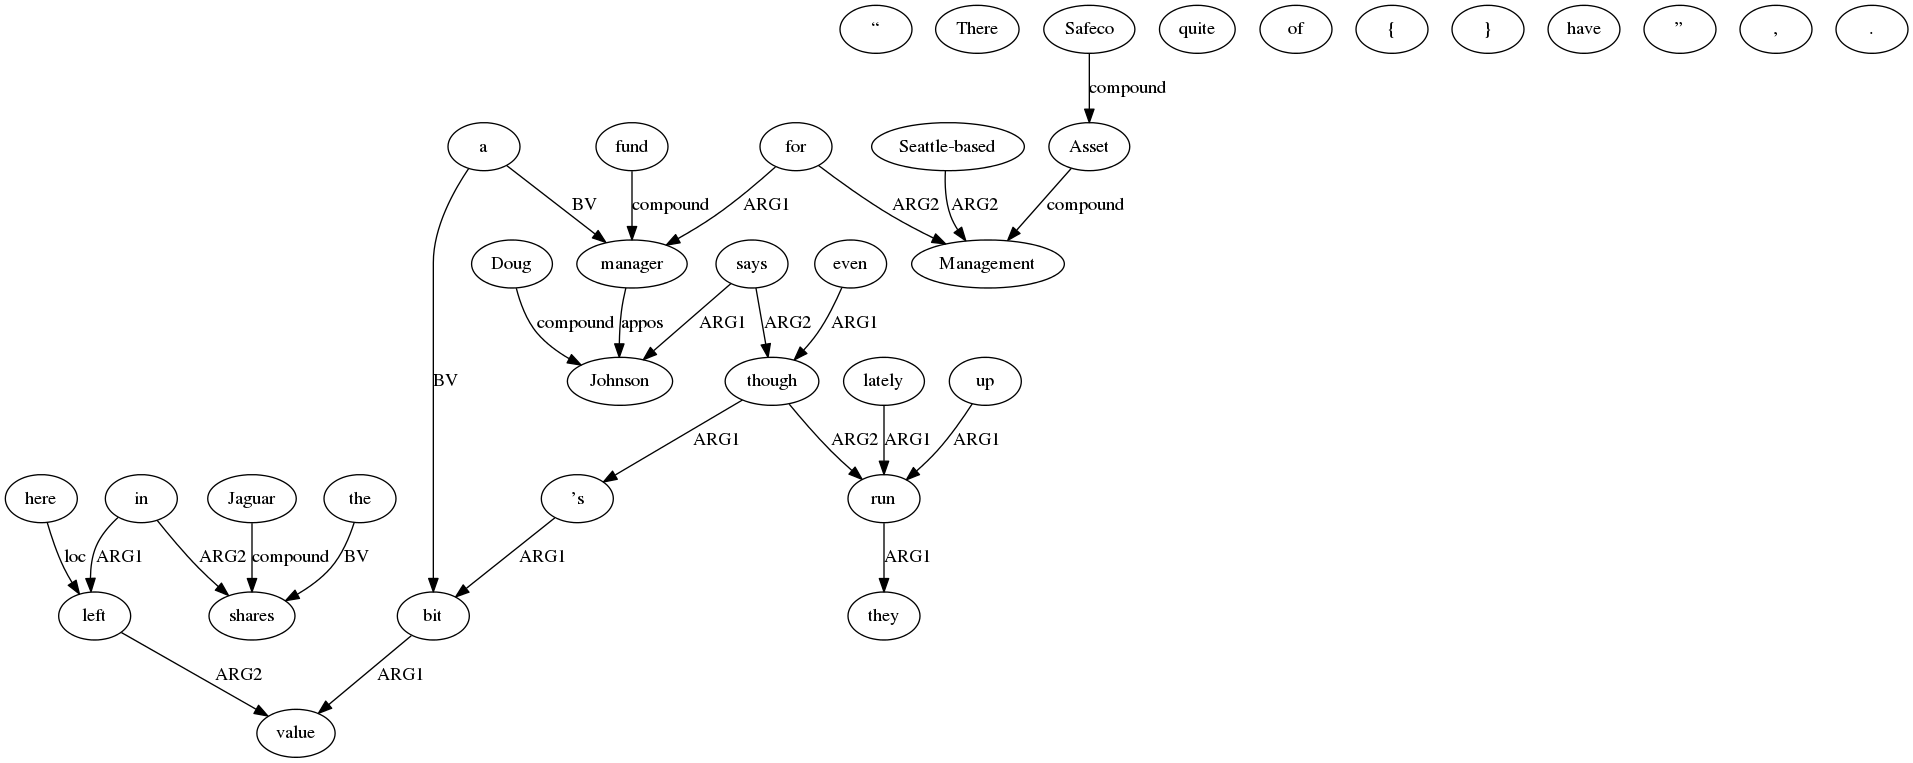 “ There Safeco quite of { } have ” , .
compound
a fund for Seattle-based Asset
BV compound ARG1 ARG2 ARG2 compound
Doug manager says even Management
compound appos ARG1 ARG2 ARG1
BV Johnson though lately up
ARG1 ARG2 ARG1 ARG1
here in Jaguar the ’s run
loc ARG1 ARG2 compound BV ARG1 ARG1
left shares bit they
ARG2 ARG1
value